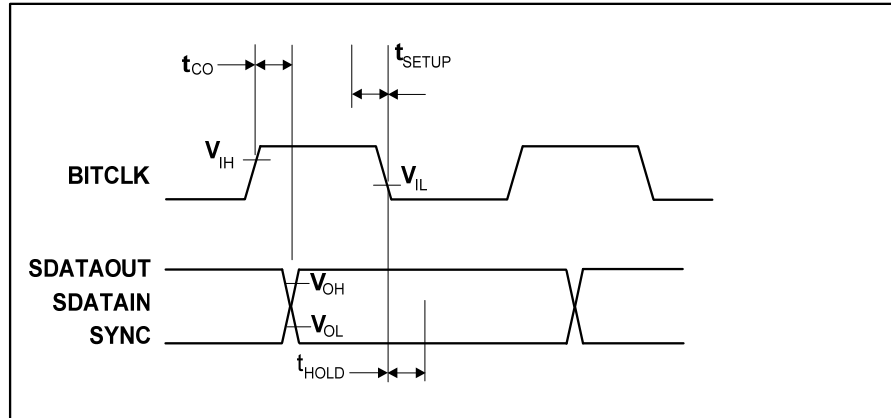 tCO
tSETUP
VIH
BITCLK
VIL
SDATAOUT
VOH
SDATAIN
SYNC
VOL
tHOLD